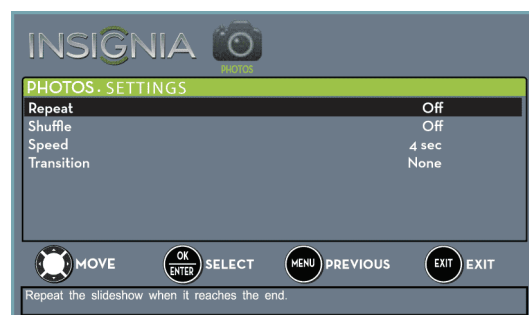 INSIGNIA
PHOTOS
PHOTOS. SETTINGS
Repeat Off
Shuffle Off
Speed 4 sec
Transition None
MOVE OK ENTER SELECT MENU PREVIOUS EXIT EXIT
Repeat the slideshow when it reaches the end.